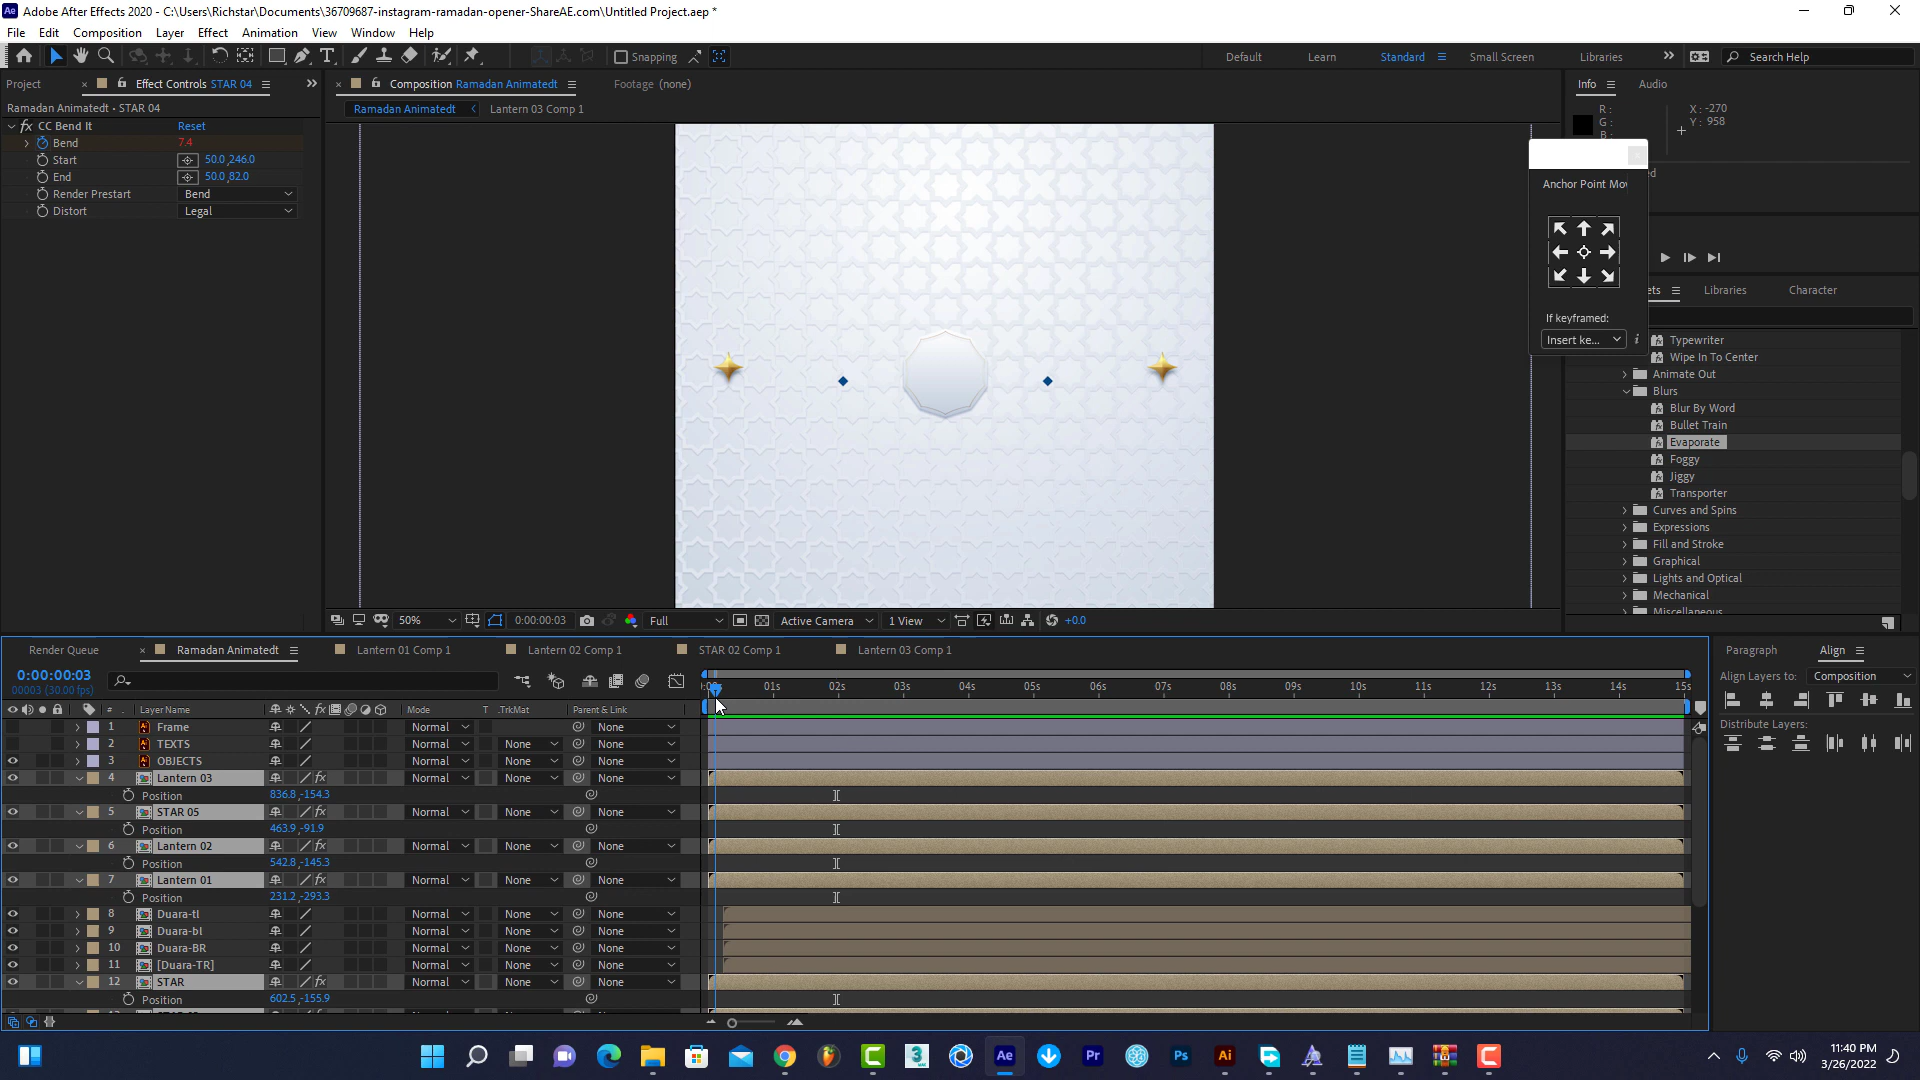 Adobe After Effects 2020 - C:\Users\Richstar\Documents\36709687-instagram-ramadan-opener-ShareAE.com\Untitled Project.aep *
File Edit Composition Layer Effect Animation View Window Help
Snapping Default Learn Standard Small Screen Libraries Search Help
Project Effect Controls STAR 04 Composition Ramadan Animatedt Footage (none) Info Audio
Ramadan Animatedt • STAR 04 Ramadan Animatedt Lantern 03 Comp 1
CC Bend It Reset
Bend 7.4
Start 50.0,246.0
End 50.0,82.0
Render Prestart Bend
Distort Legal
R :
G :
B :
X : -270
Y : 958
Anchor Point Mo
If keyframed:
Insert ke...
Libraries Character
Typewriter
Wipe In To Center
Animate Out
Blurs
Blur By Word
Bullet Train
Evaporate
Foggy
Jiggy
Transporter
Curves and Spins
Expressions
Fill and Stroke
Graphical
Lights and Optical
Mechanical
Miscellaneous
50% 0:00:00:03 Full Active Camera 1 View +0.0
Render Queue Ramadan Animatedt Lantern 01 Comp 1 Lantern 02 Comp 1 STAR 02 Comp 1 Lantern 03 Comp 1
0:00:00:03
00003 (30.00 fps)
01s 02s 03s 04s 05s 06s 07s 08s 09s 10s 11s 12s 13s 14s 15s
# Layer Name Mode T .TrkMat Parent & Link
1 Frame Normal None
2 TEXTS Normal None None
3 OBJECTS Normal None None
4 Lantern 03 Normal None None
Position 836.8,-154.3
5 STAR 05 Normal None None
Position 463.9,-91.9
6 Lantern 02 Normal None None
Position 542.8,-145.3
7 Lantern 01 Normal None None
Position 231.2,-293.3
8 Duara-tl Normal None None
9 Duara-bl Normal None None
10 Duara-BR Normal None None
11 [Duara-TR] Normal None None
12 STAR Normal None None
Position 602.5,-155.9
Paragraph Align
Align Layers to: Composition
Distribute Layers:
11:40 PM
3/26/2022